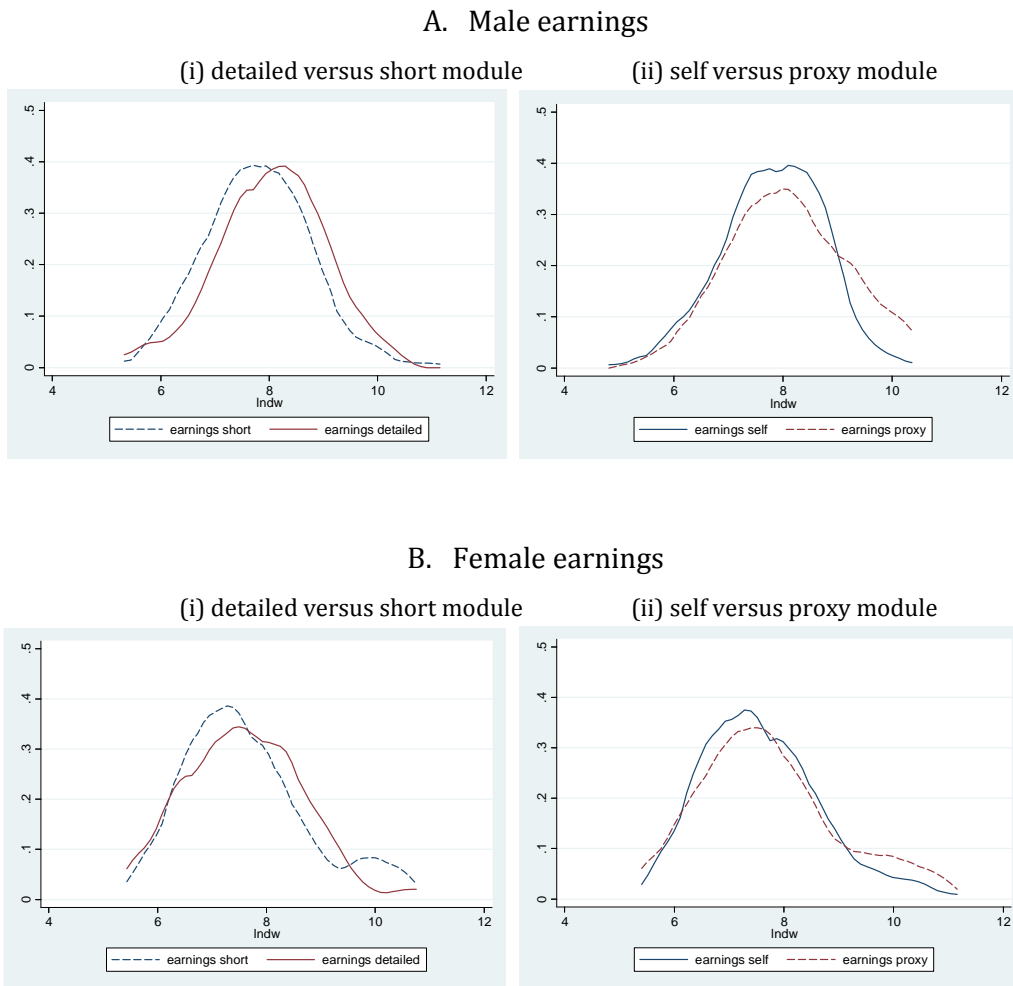 A. Male earnings
(i) detailed versus short module
(ii) self versus proxy module
.5
.4
.3
.2
.1
0
4 6 8 10 12
lndw
earnings short earnings detailed
.5
.4
.3
.2
.1
0
4 6 8 10 12
lndw
earnings self earnings proxy
B. Female earnings
(i) detailed versus short module
(ii) self versus proxy module
.5
.4
.3
.2
.1
0
4 6 8 10 12
lndw
earnings short earnings detailed
.5
.4
.3
.2
.1
0
4 6 8 10 12
lndw
earnings self earnings proxy